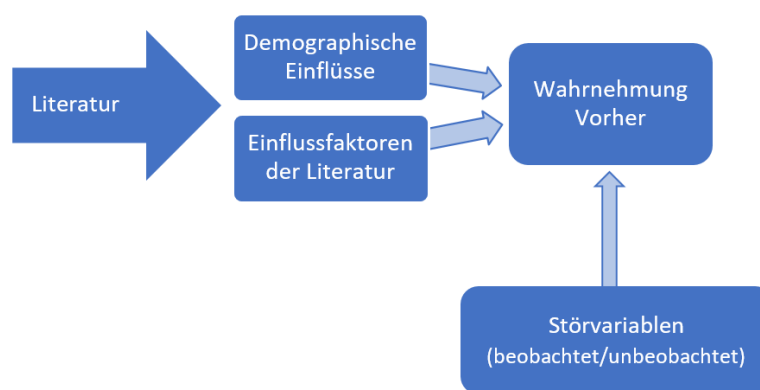 Literatur
Demographische
Einflüsse
Einflussfaktoren
der Literatur
Wahrnehmung
Vorher
Störvariablen
(beobachtet/unbeobachtet)